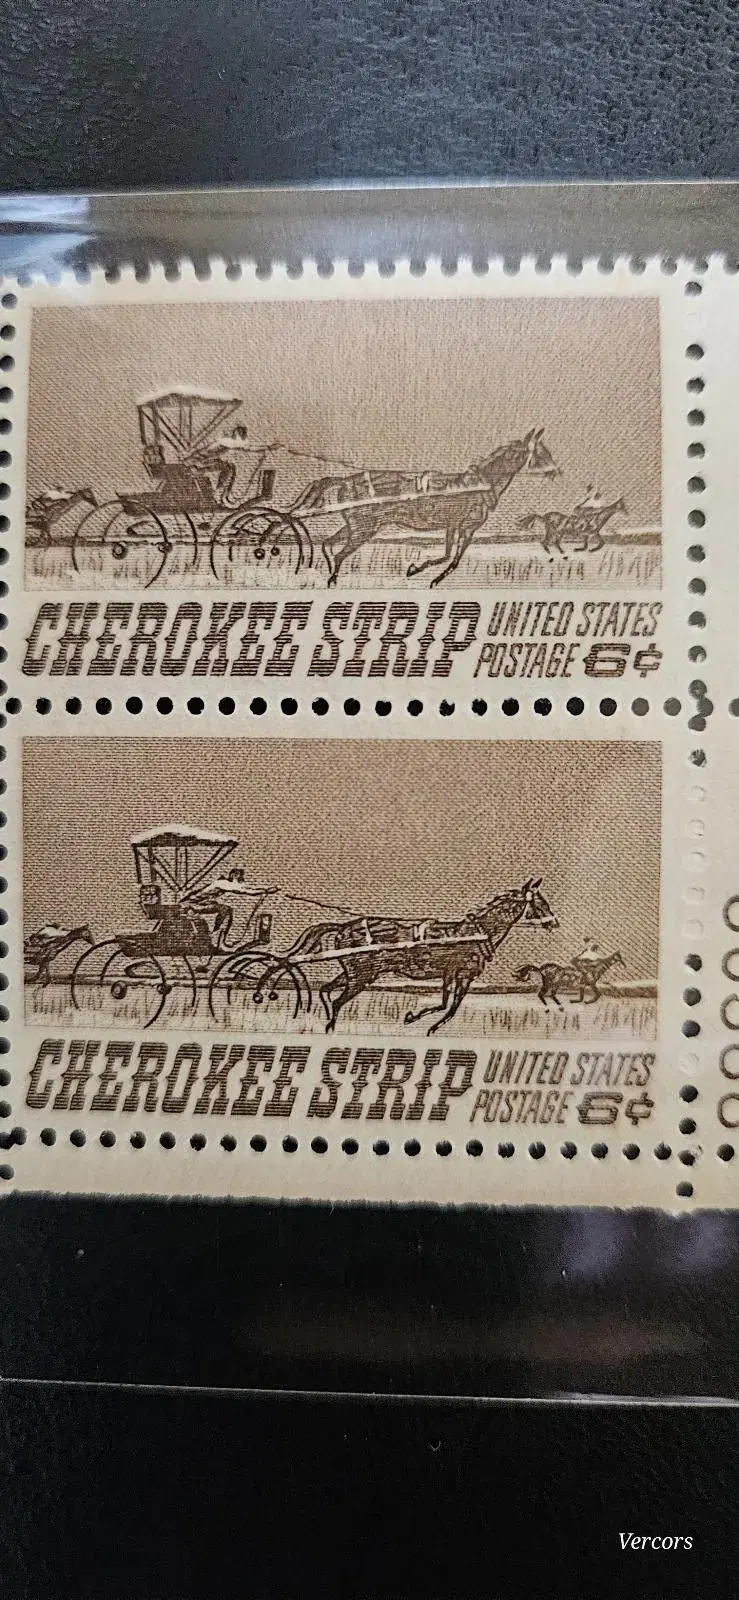 CHEROKEE STRIP UNITED STATES
POSTAGE 6¢
CHEROKEE STRIP UNITED STATES
POSTAGE 6¢
Vercors